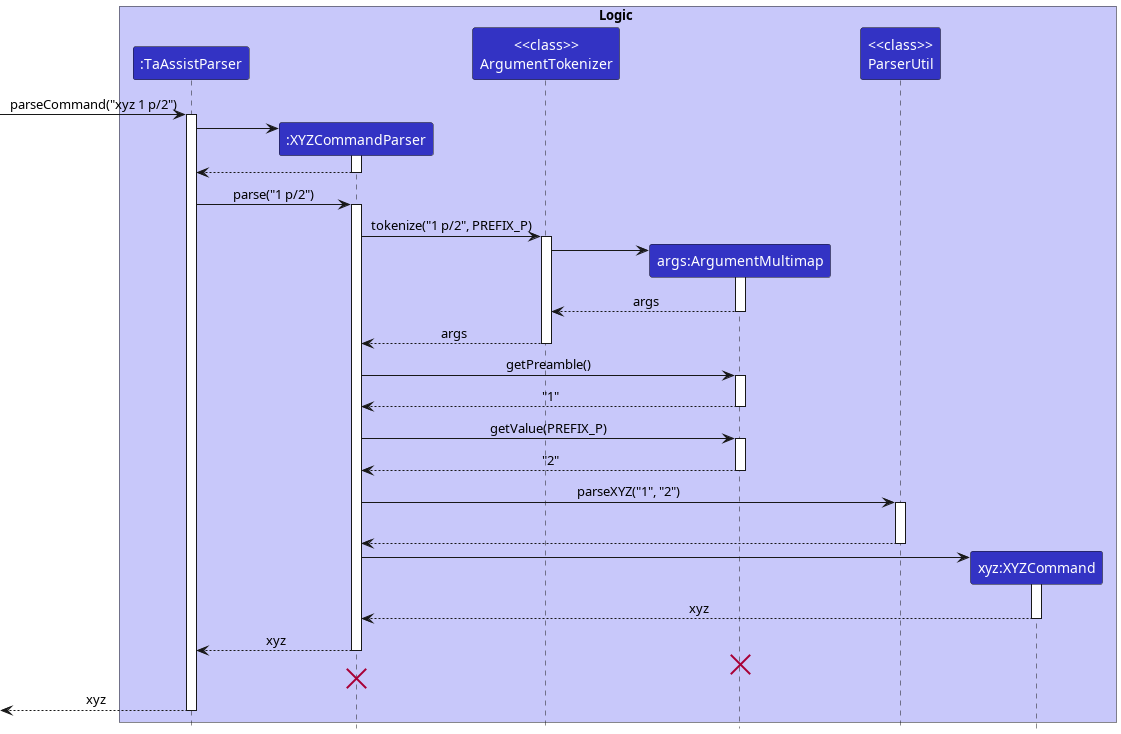 Logic
:TaAssistParser
<<class>>
ArgumentTokenizer
<<class>>
ParserUtil
parseCommand("xyz 1 p/2")
:XYZCommandParser
parse("1 p/2")
tokenize("1 p/2", PREFIX_P)
args:ArgumentMultimap
args
args
getPreamble()
"1"
getValue(PREFIX_P)
"2"
parseXYZ("1", "2")
xyz:XYZCommand
xyz
xyz
xyz